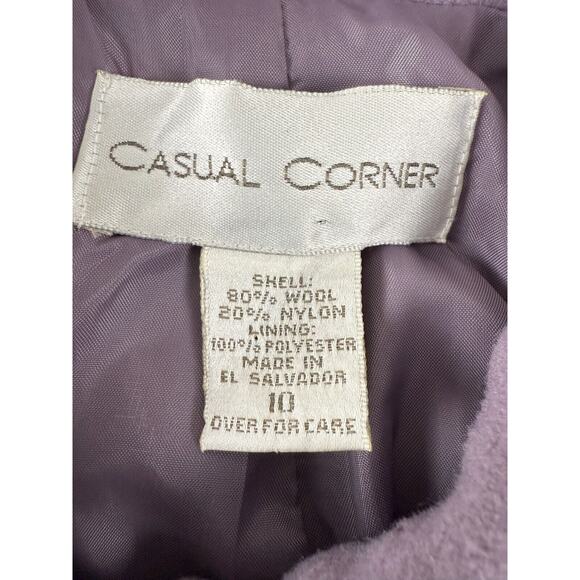 CASUAL CORNER
SHELL:
80% WOOL
20% NYLON
LINING:
100% POLYESTER
MADE IN
EL SALVADOR
10
OVER FOR CARE